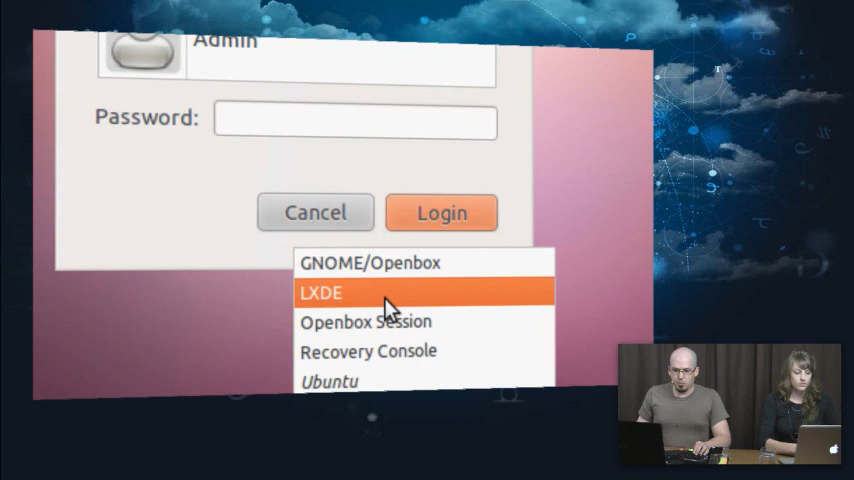 Admin
Password:
Cancel Login
GNOME/Openbox
LXDE
Openbox Session
Recovery Console
Ubuntu